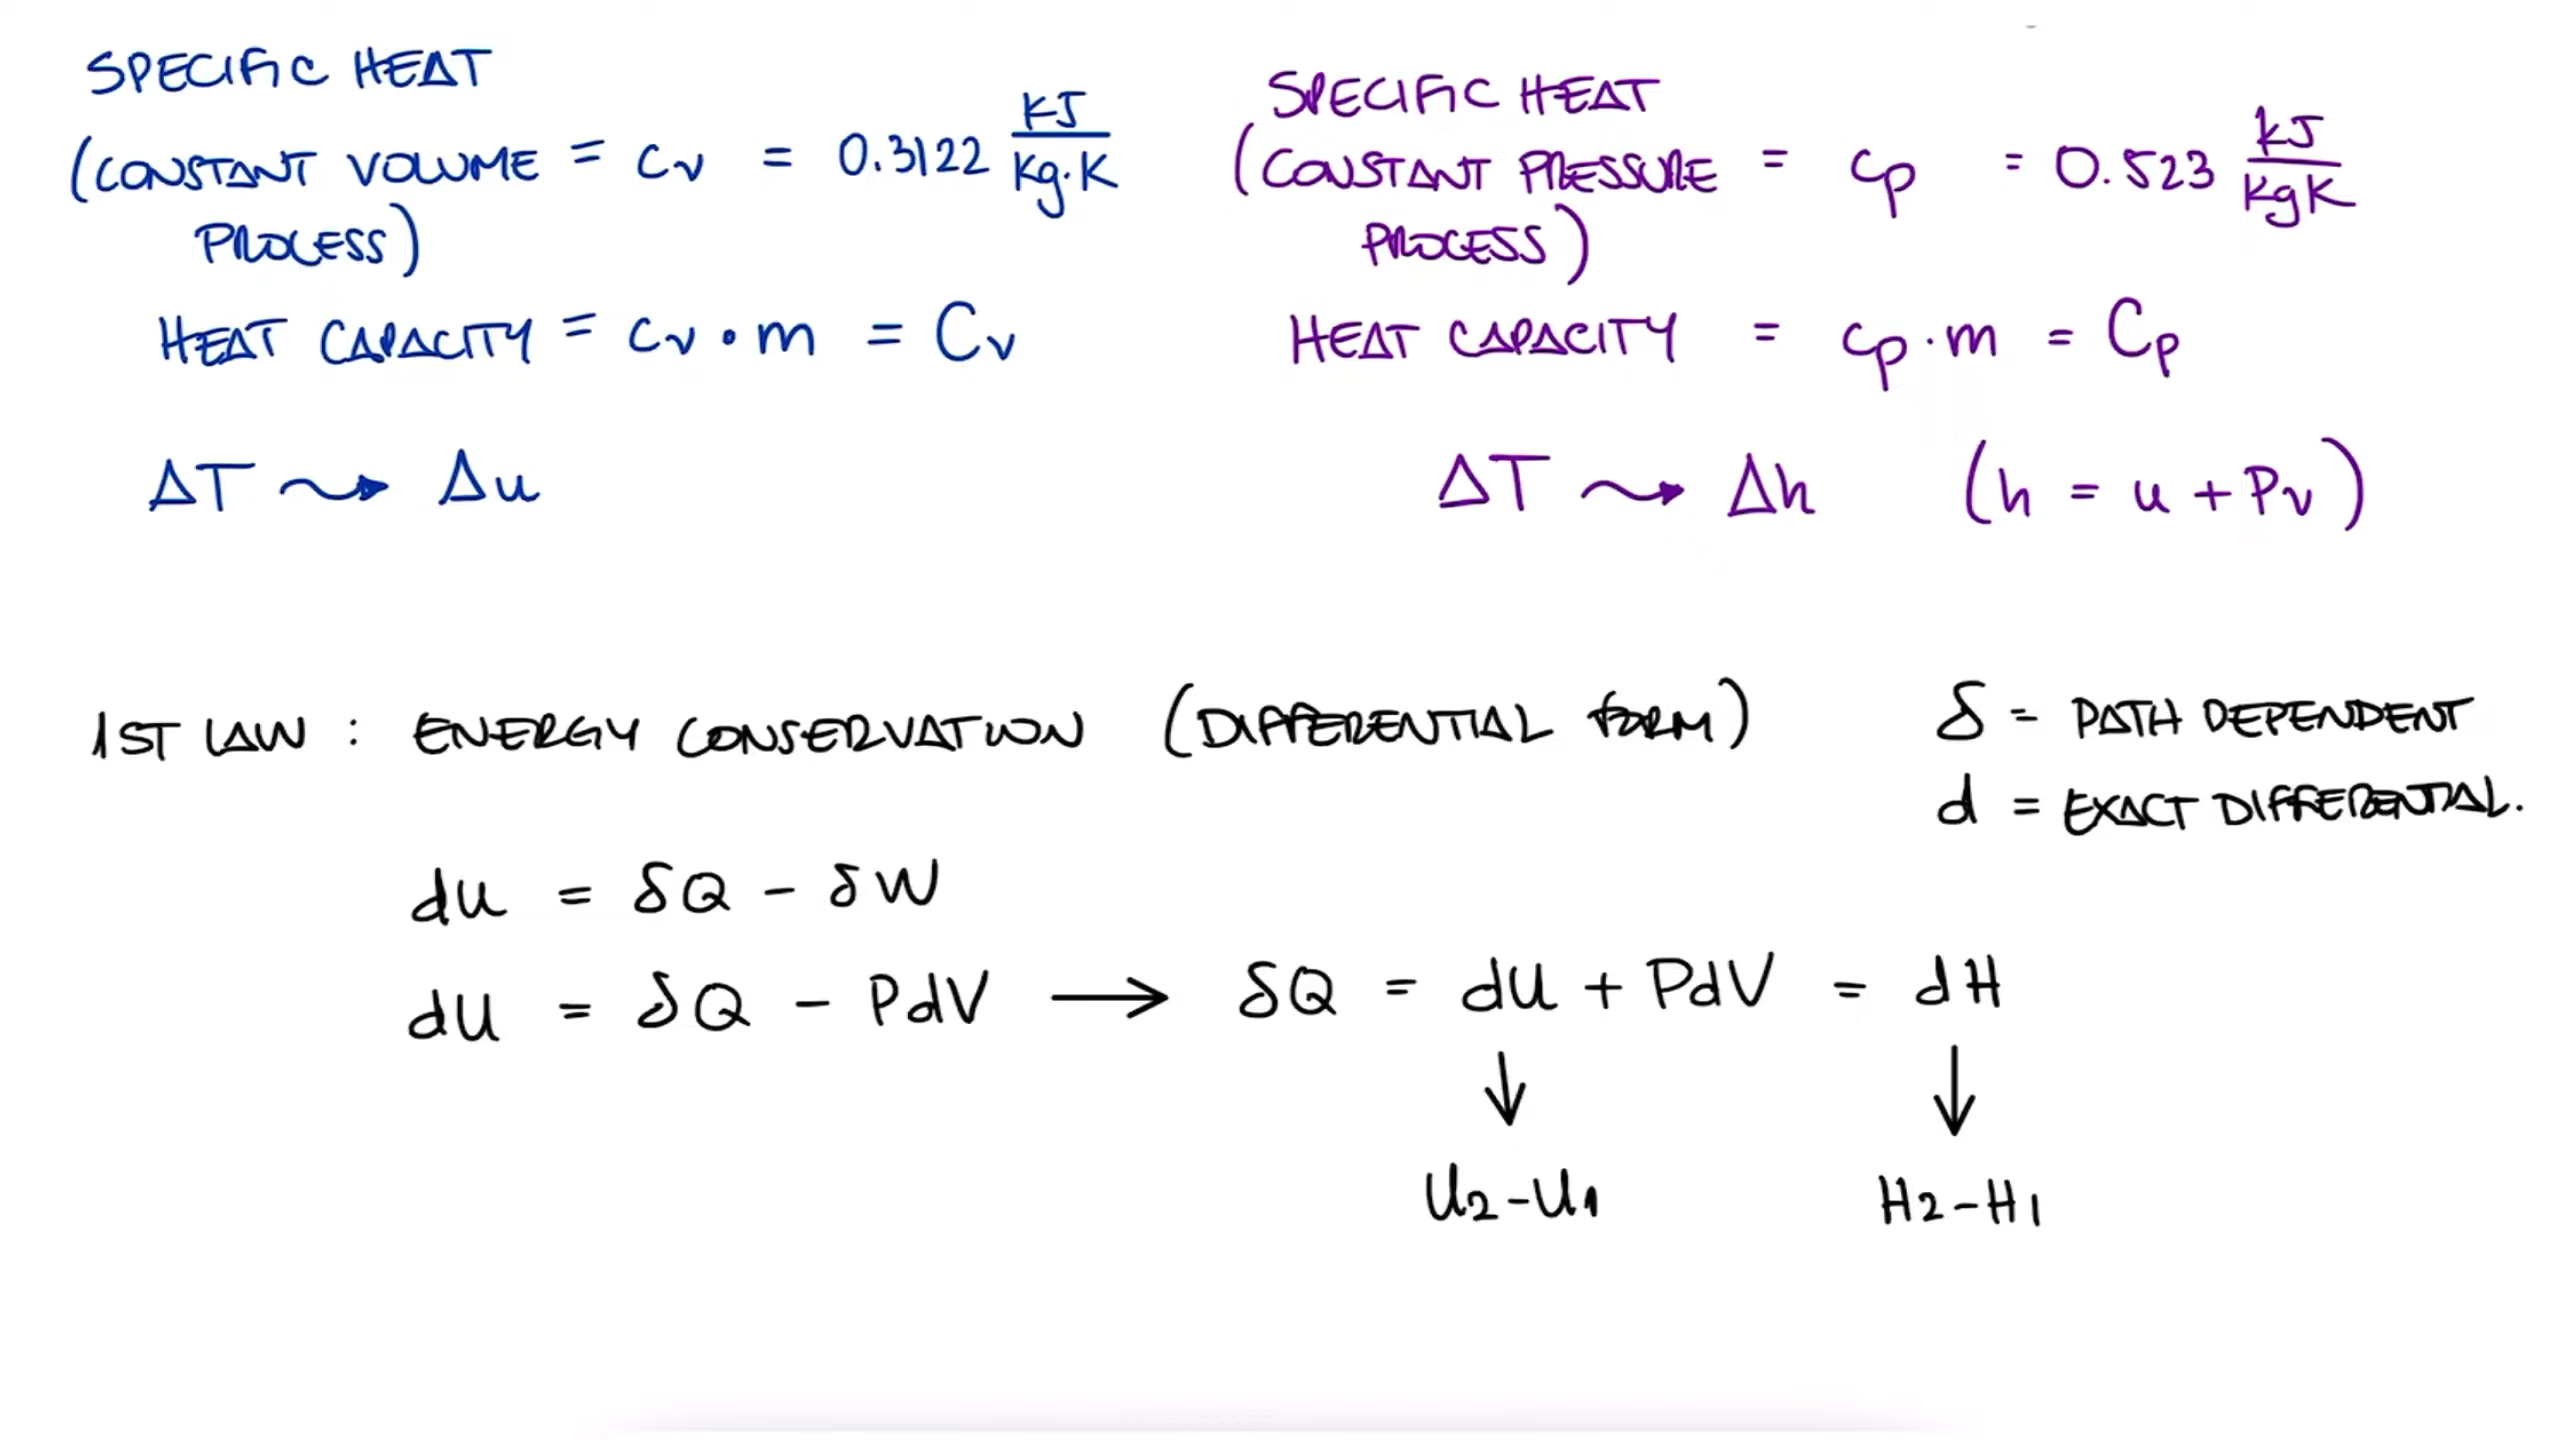 SPECIFIC HEAT
(CONSTANT VOLUME = cv = 0.3122 kJ/kg·K
PROCESS)
HEAT CAPACITY = cv · m = Cv
ΔT ⇝ Δu
SPECIFIC HEAT
(CONSTANT PRESSURE = cp = 0.523 kJ/kgK
PROCESS)
HEAT CAPACITY = cp · m = Cp
ΔT ⇝ Δh (h = u + Pv)
1ST LAW : ENERGY CONSERVATION (DIFFERENTIAL FORM)
δ = PATH DEPENDENT
d = EXACT DIFFERENTIAL.
dU = δQ - δW
dU = δQ - PdV → δQ = dU + PdV = dH
↓ ↓
U2-U1 H2-H1